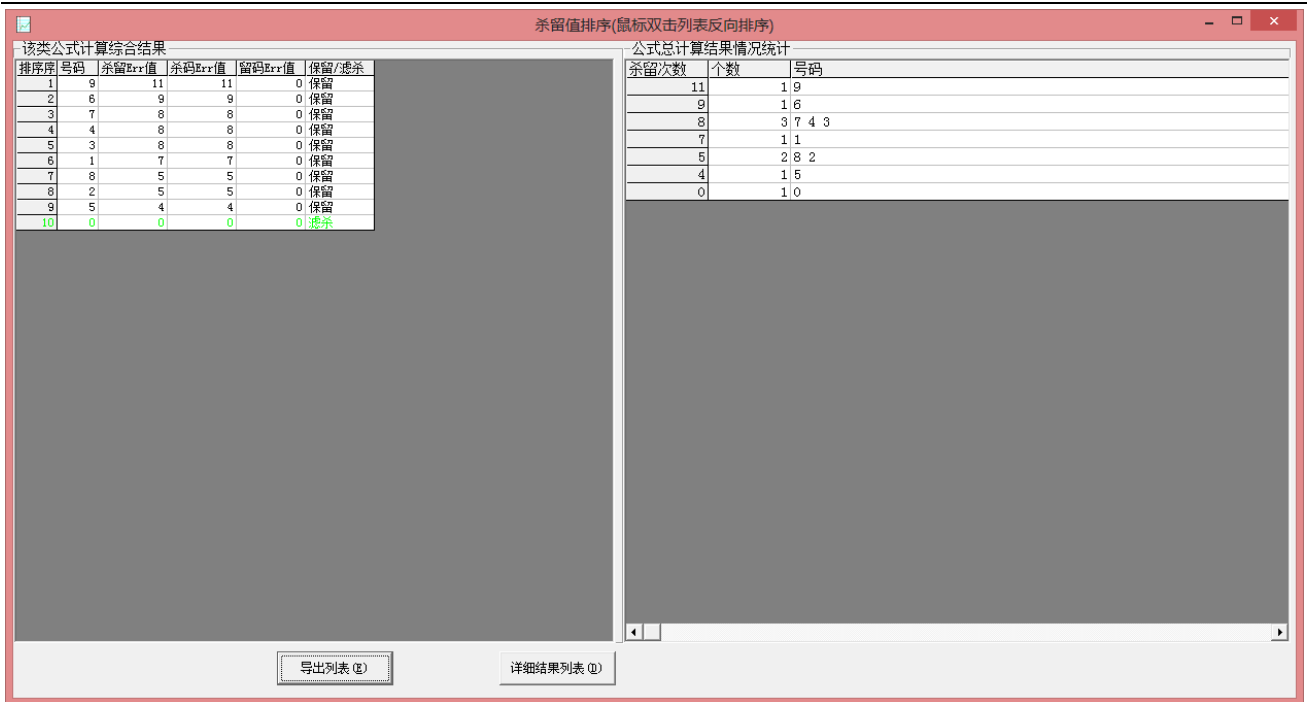 杀留值排序(鼠标双击列表反向排序)
该类公式计算综合结果
排序序 号码 杀留Err值 杀码Err值 留码Err值 保留/滤杀
1 9 11 11 0 保留
2 6 9 9 0 保留
3 7 8 8 0 保留
4 4 8 8 0 保留
5 3 8 8 0 保留
6 1 7 7 0 保留
7 8 5 5 0 保留
8 2 5 5 0 保留
9 5 4 4 0 保留
10 0 0 0 0 滤杀
公式总计算结果情况统计
杀留次数 个数 号码
11 1 9
9 1 6
8 3 7 4 3
7 1 1
5 2 8 2
4 1 5
0 1 0
导出列表(E) 详细结果列表(D)